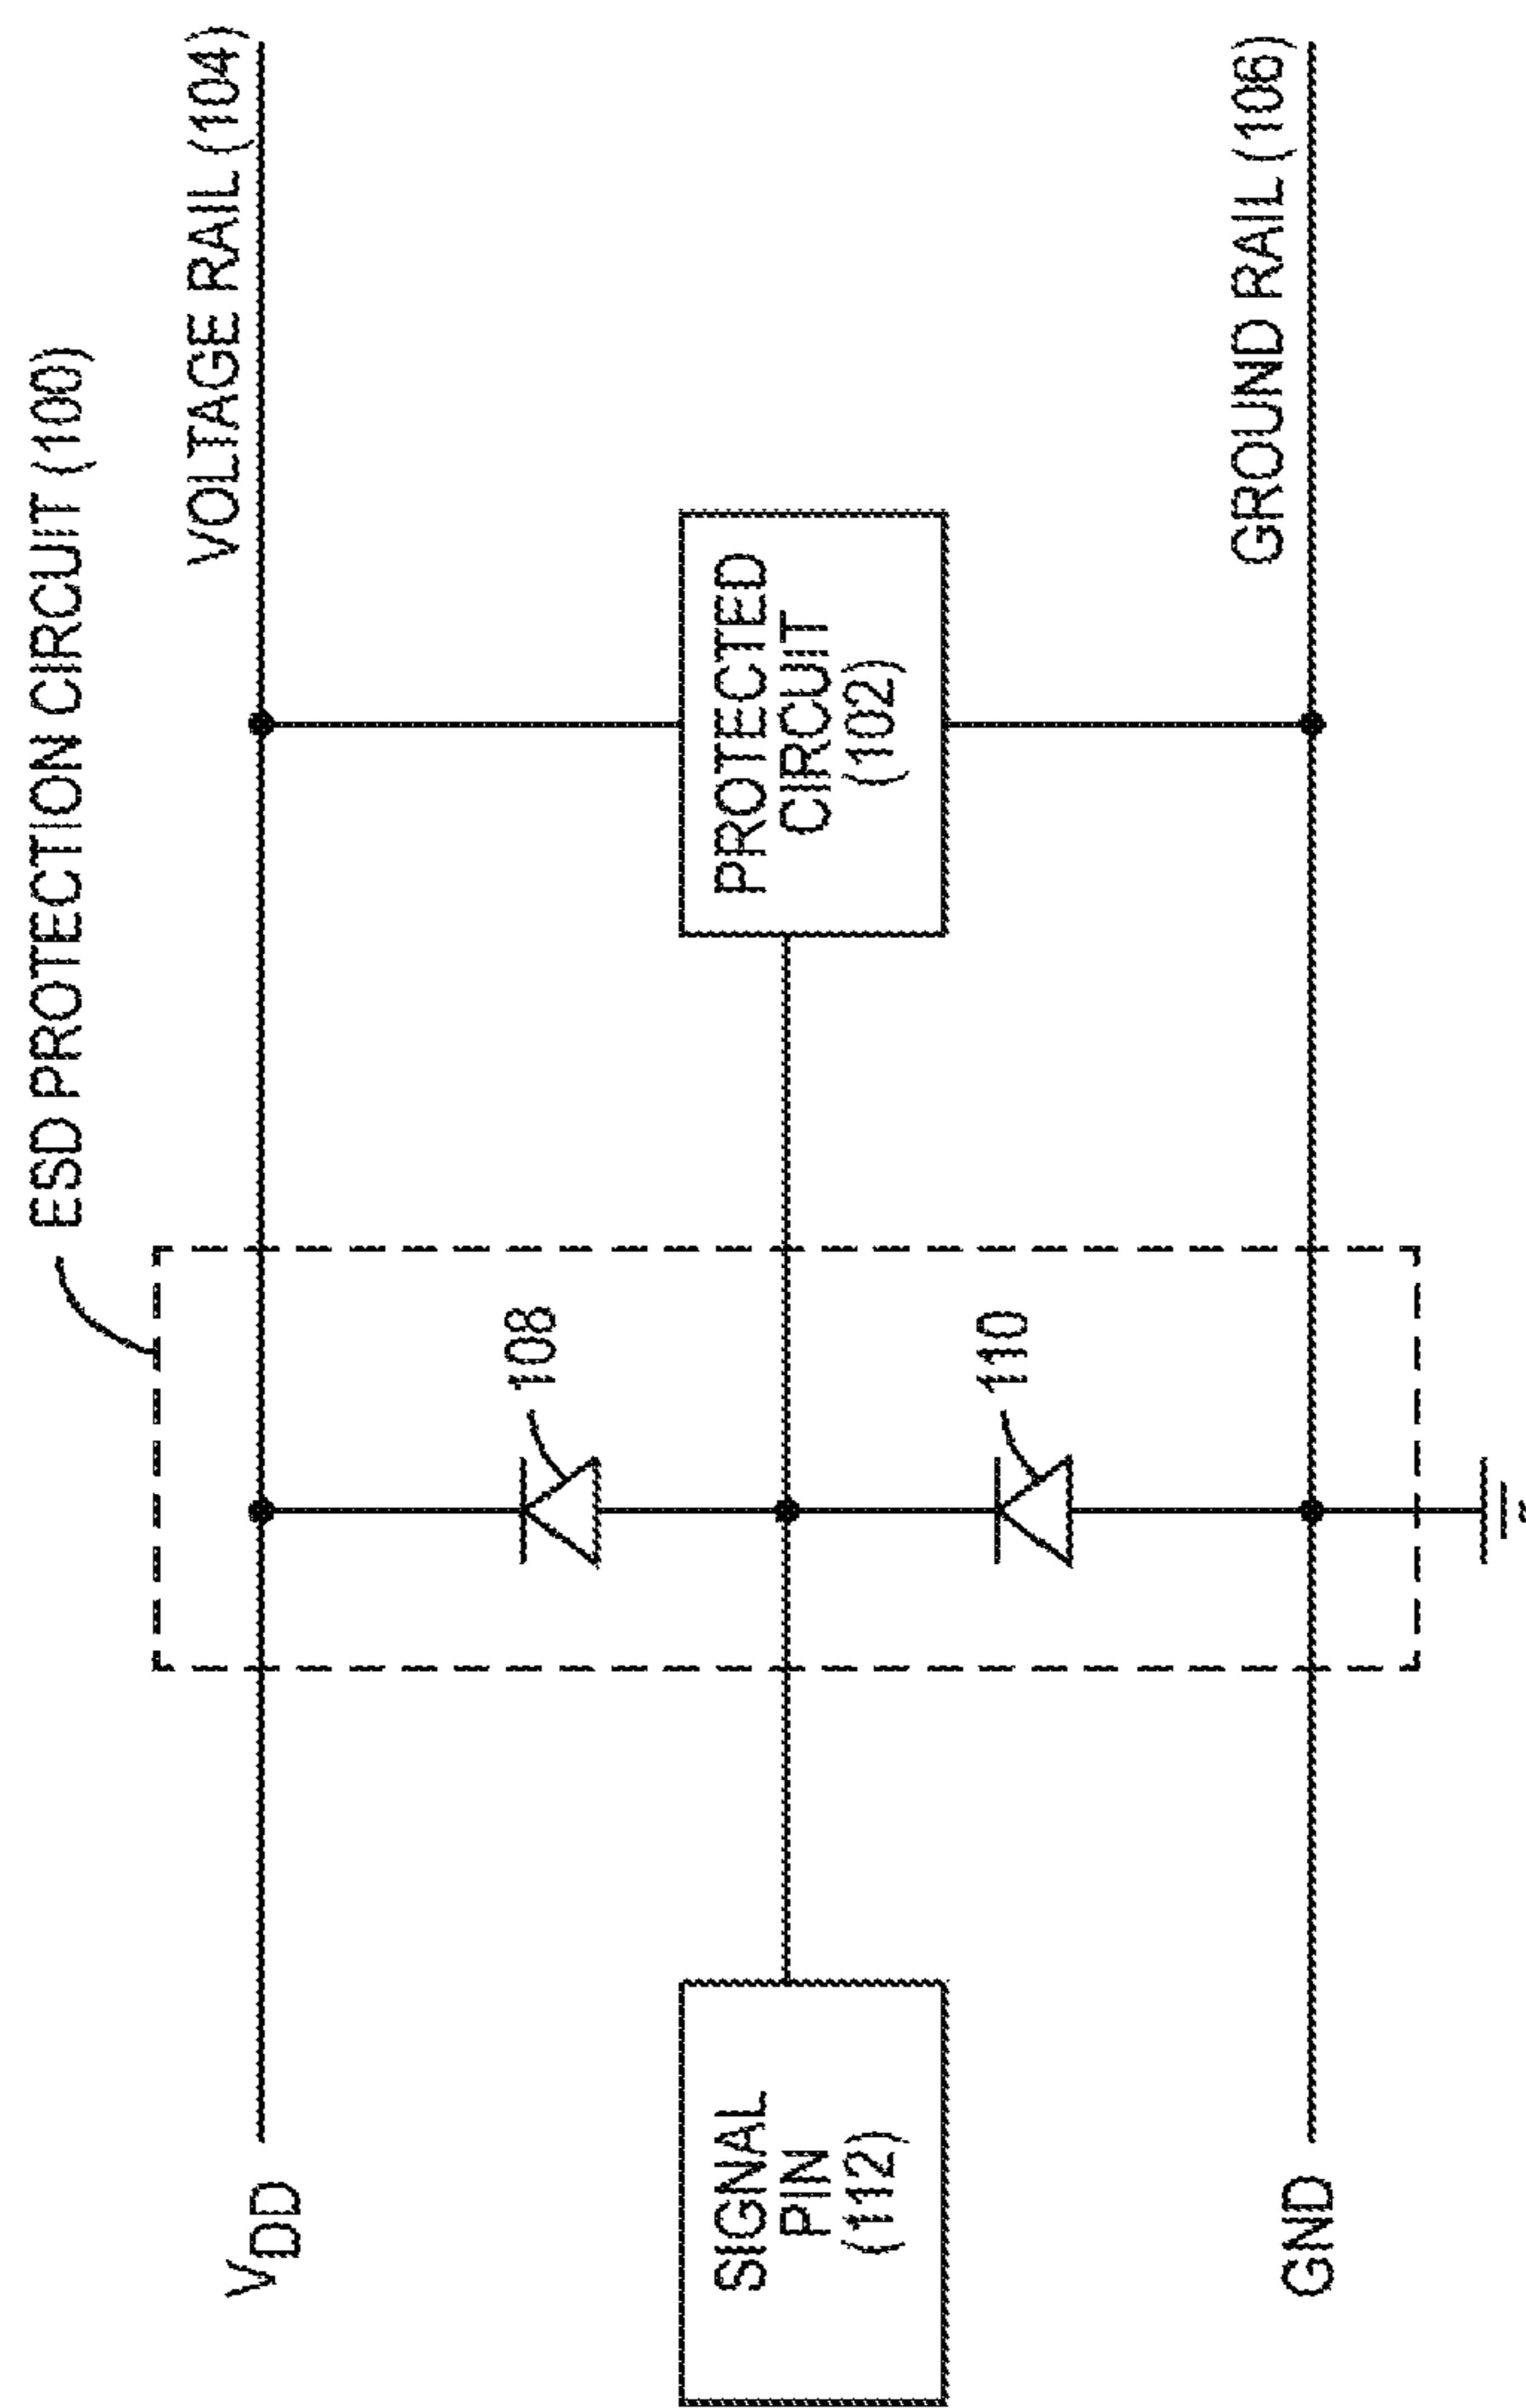 ESD PROTECTION CIRCUIT (100)
VOLTAGE RAIL (104)
VDD
108
SIGNAL
PIN
(112)
PROTECTED
CIRCUIT
(102)
110
GROUND RAIL (106)
GND